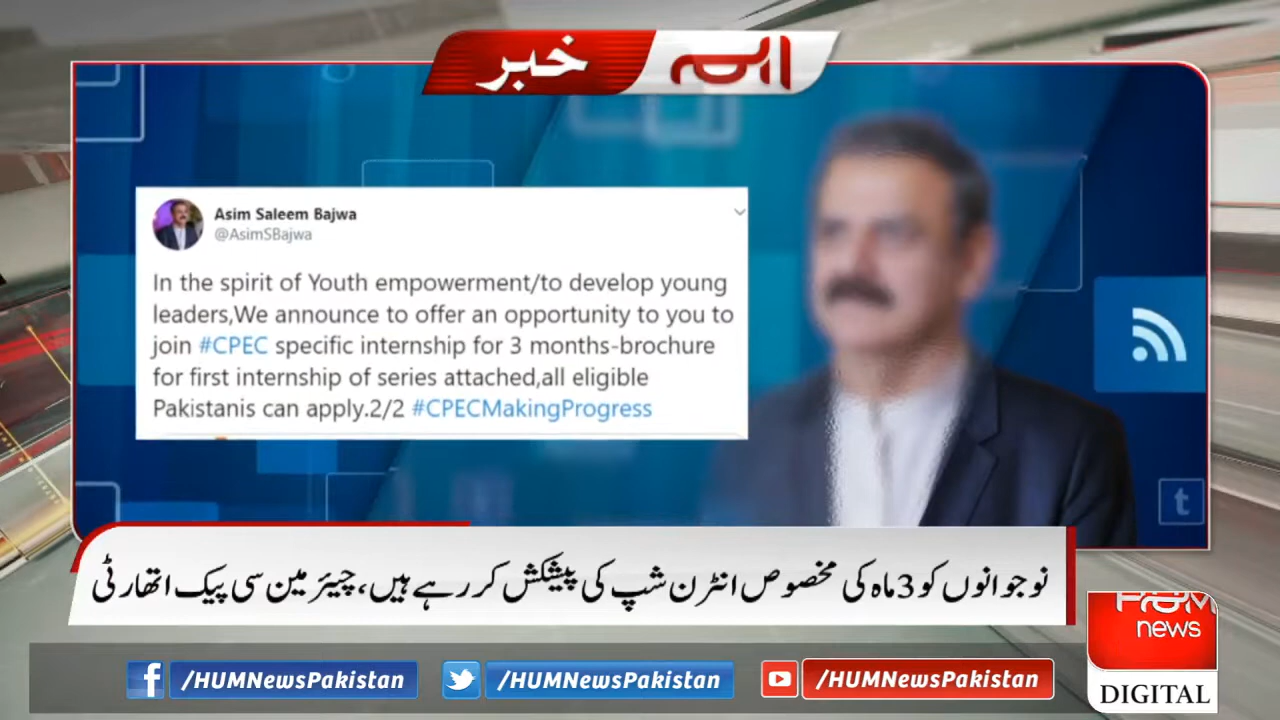 اہم خبر
Asim Saleem Bajwa
@AsimSBajwa
In the spirit of Youth empowerment/to develop young
leaders,We announce to offer an opportunity to you to
join #CPEC specific internship for 3 months-brochure
for first internship of series attached,all eligible
Pakistanis can apply.2/2 #CPECMakingProgress
t
نوجوانوں کو 3 ماہ کی مخصوص انٹرن شپ کی پیشکش کر رہے ہیں، چیئرمین سی پیک اتھارٹی
HUM
news
DIGITAL
f /HUMNewsPakistan
/HUMNewsPakistan
/HUMNewsPakistan